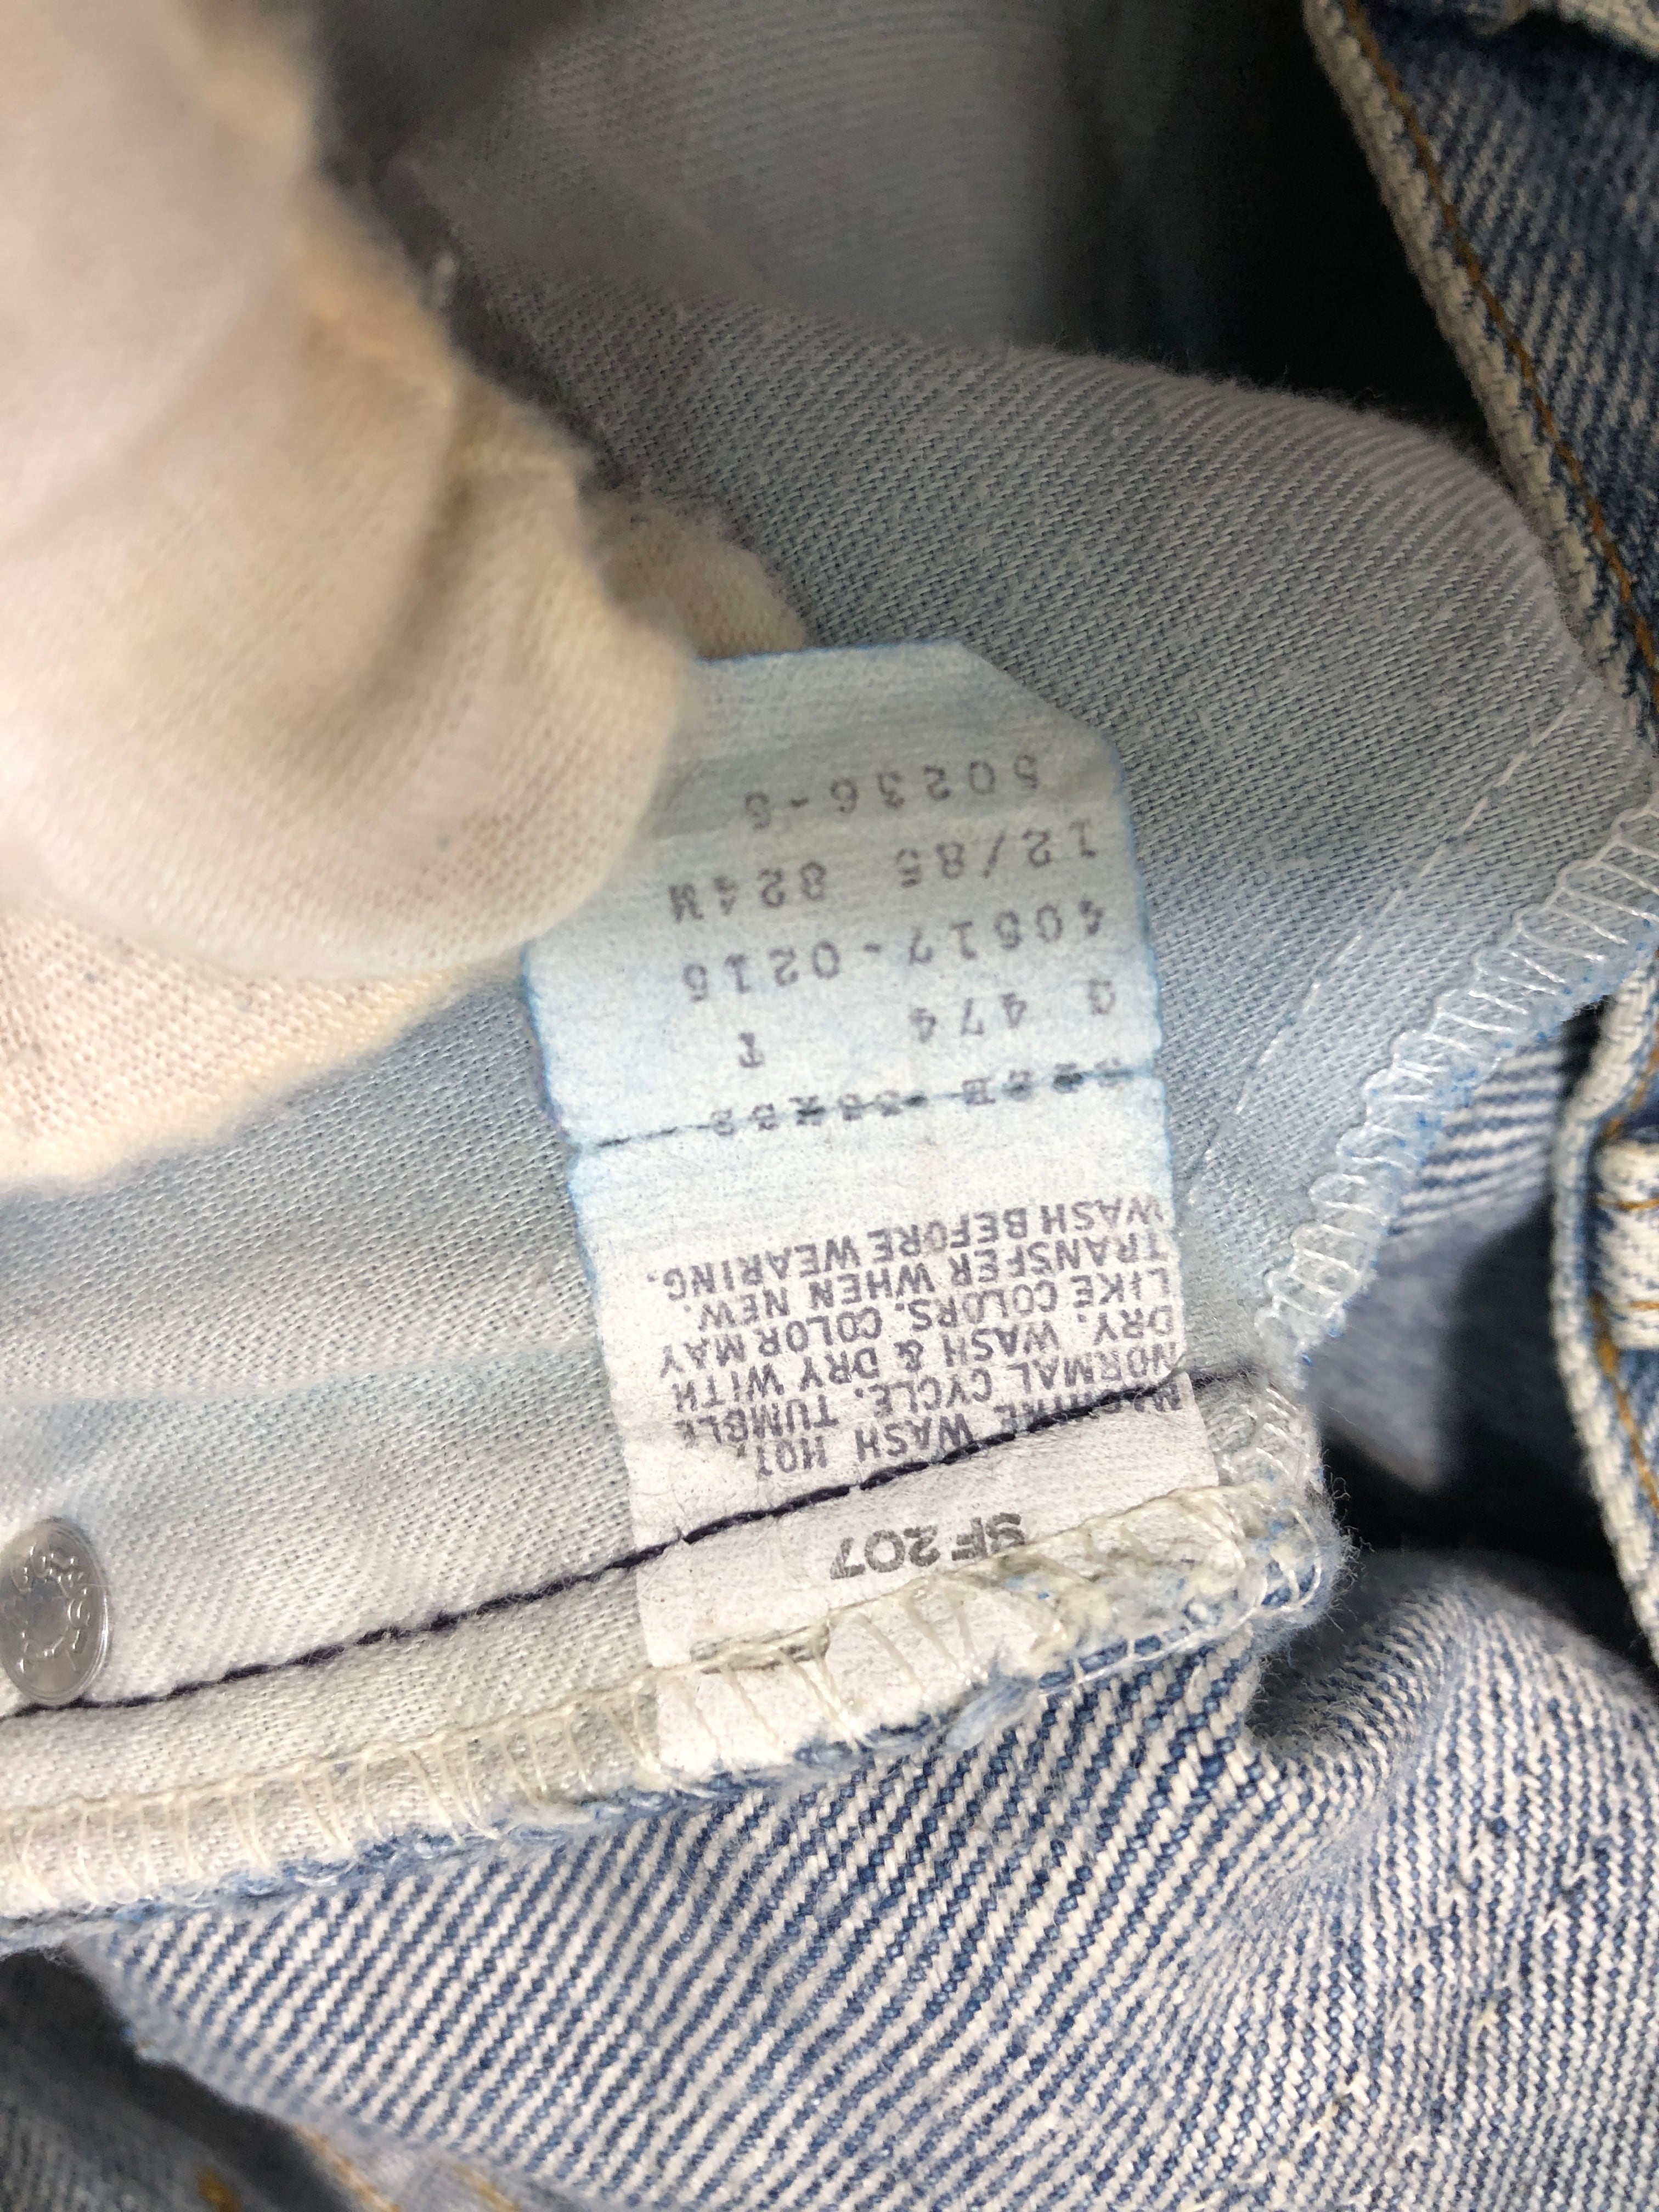 SF 207
MACHINE WASH HOT,
NORMAL CYCLE. TUMBLE
DRY. WASH & DRY WITH
LIKE COLORS. COLOR MAY
TRANSFER WHEN NEW.
WASH BEFORE WEARING.
474 T
40517-0216
12/85 824M
50236-6